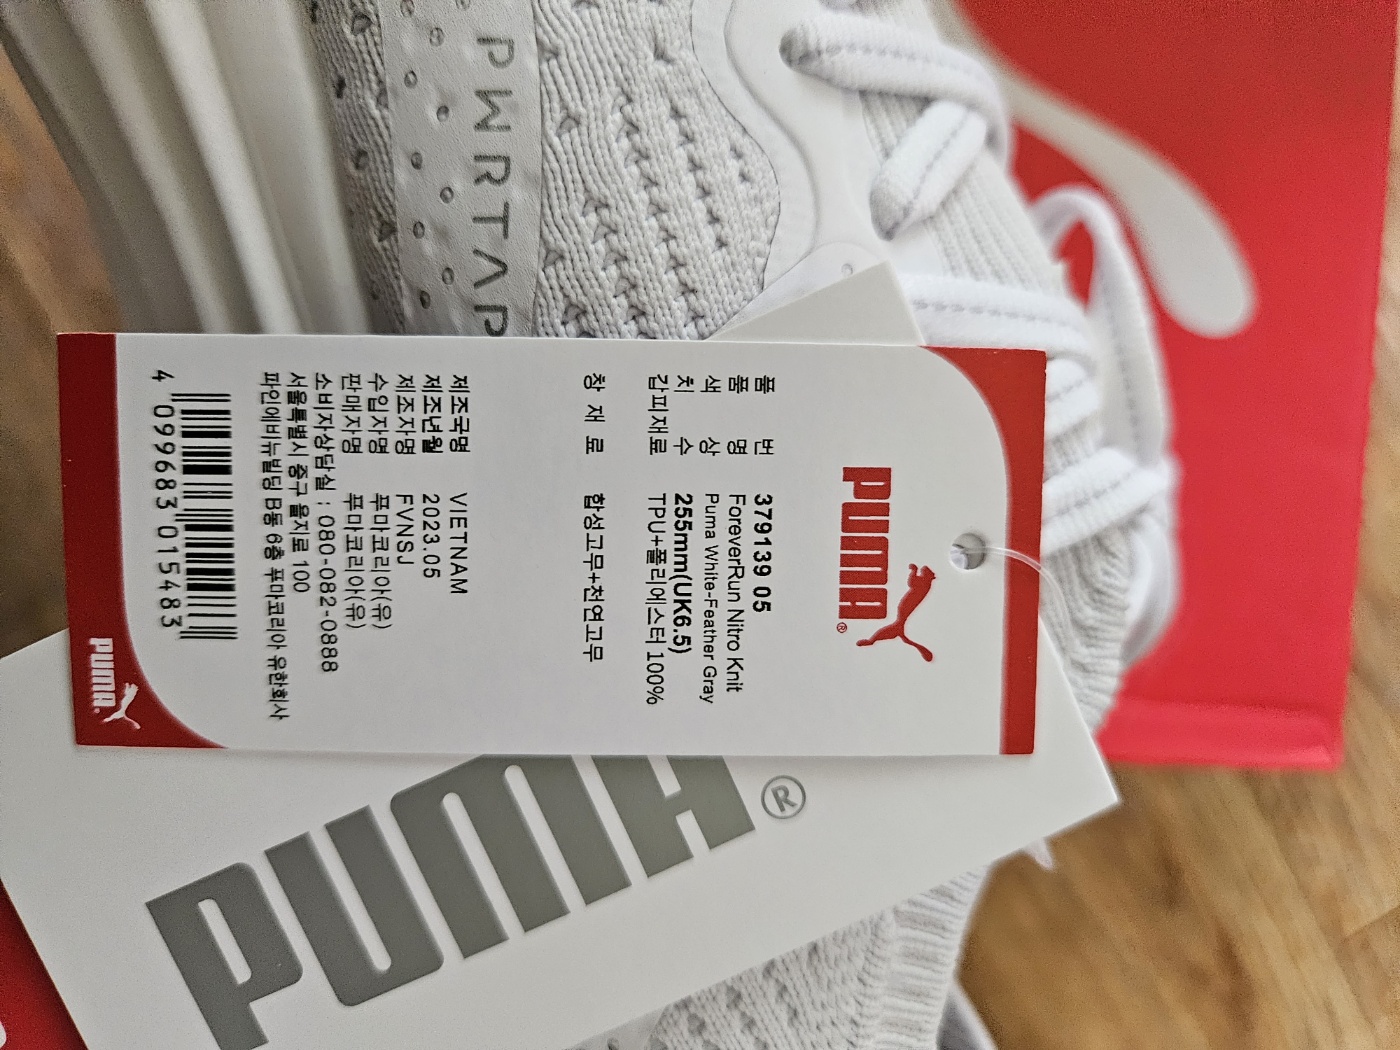 PWRTAP
PUMA®
품 번 379139 05
품 명 ForeverRun Nitro Knit
색 상 Puma White-Feather Gray
치 수 255mm(UK6.5)
갑피재료 TPU+폴리에스터 100%
창 재 료 합성고무+천연고무
제조국명 VIETNAM
제조년월 2023.05
제조자명 FVNSJ
수입자명 푸마코리아(유)
판매자명 푸마코리아(유)
소비자상담실 : 080-082-0888
서울특별시 중구 을지로 100
파인에비뉴빌딩 B동 6층 푸마코리아 유한회사
4 099683 015483
PUMA
PUMA®